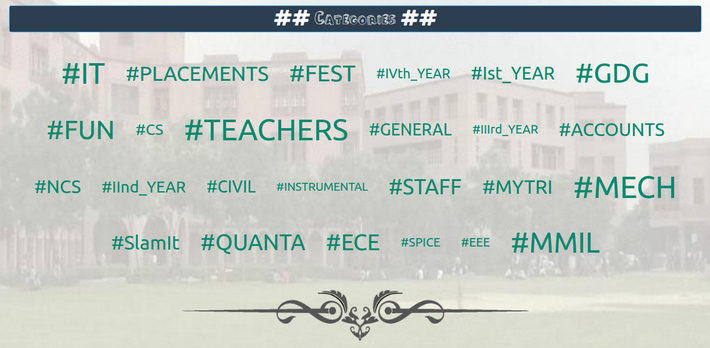 ## Categories ##
#IT #PLACEMENTS #FEST #IVth_YEAR #Ist_YEAR #GDG
#FUN #CS #TEACHERS #GENERAL #IIIrd_YEAR #ACCOUNTS
#NCS #IInd_YEAR #CIVIL #INSTRUMENTAL #STAFF #MYTRI #MECH
#SlamIt #QUANTA #ECE #SPICE #EEE #MMIL